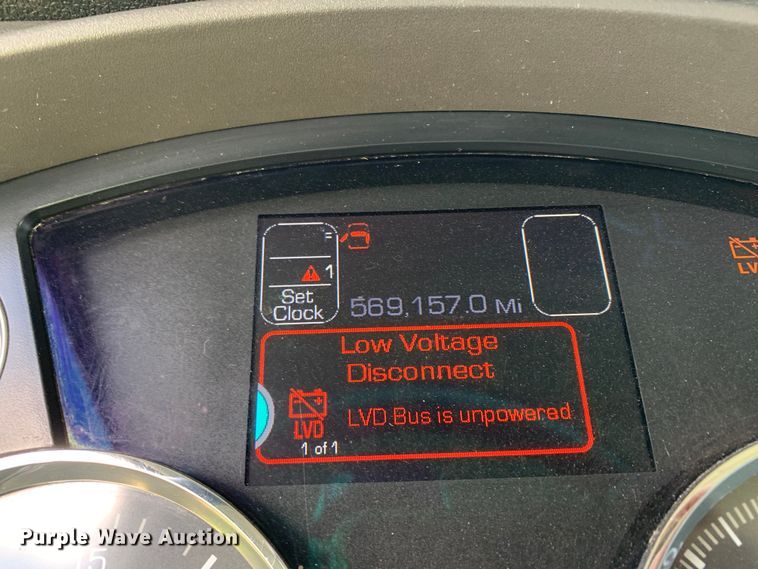 1
Set
Clock
569,157.0 Mi
Low Voltage
Disconnect
LVD Bus is unpowered
LVD
1 of 1
LV
5
Purple Wave Auction